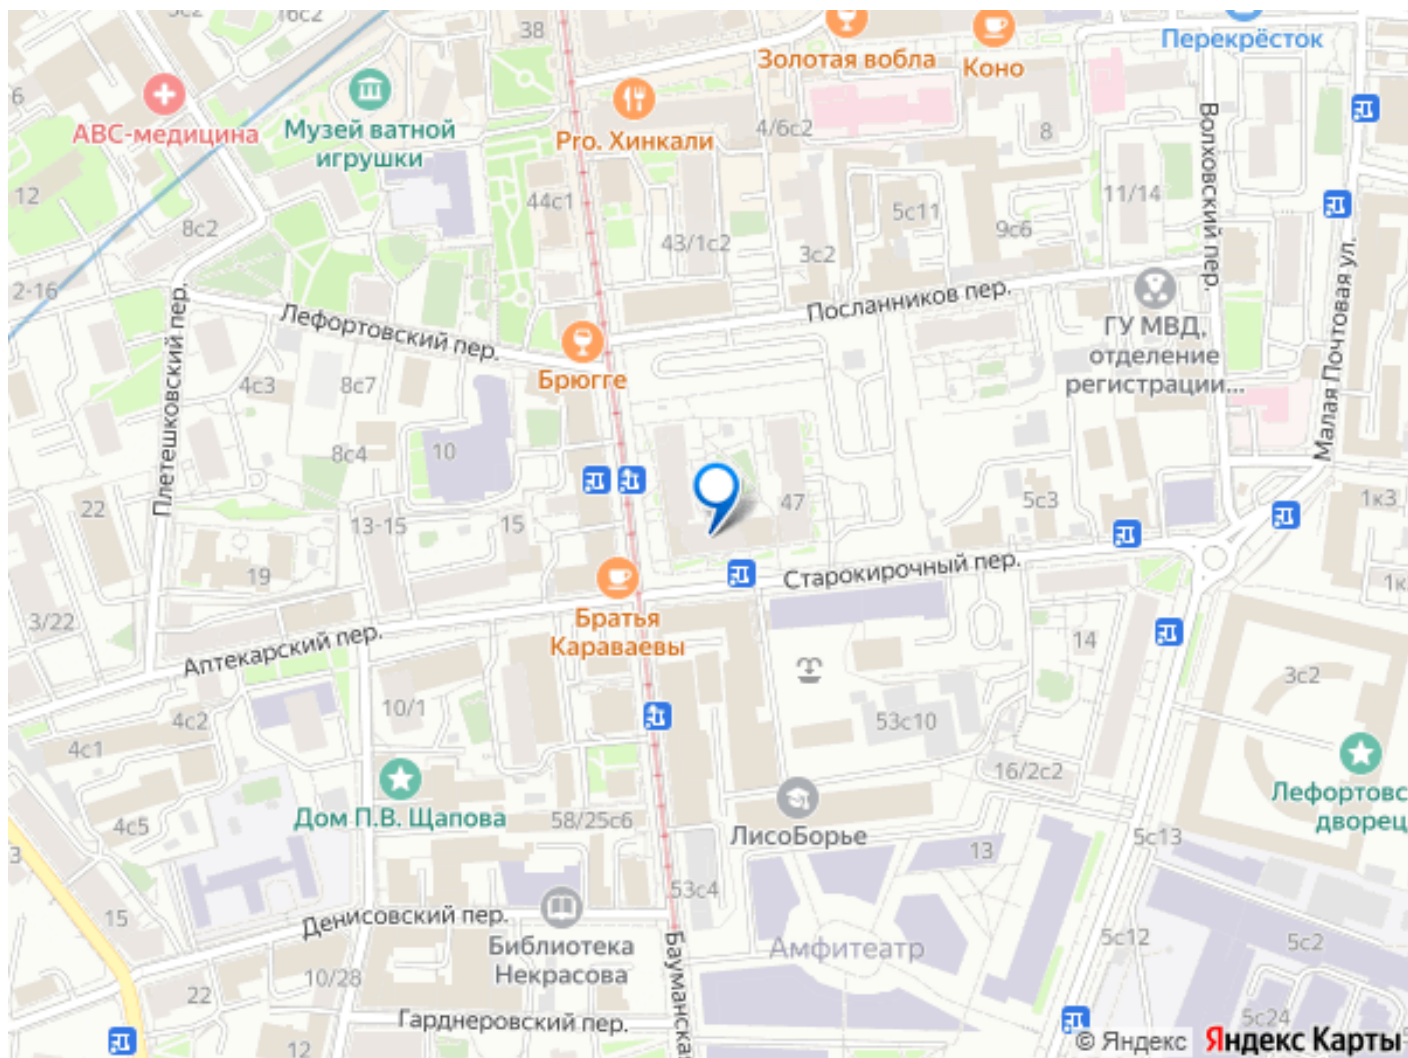 16с2
38
Золотая вобла
Коно
Перекрёсток
6
АВС-медицина
Музей ватной
игрушки
Pro. Хинкали
4/6с2
8
Волховский пер.
12
44с1
11/14
8с2
43/1с2
5с11
9с6
3с2
2-16
Плетешковский пер.
Лефортовский пер.
Посланников пер.
ГУ МВД,
отделение
регистрации...
Малая Почтовая ул.
Брюгге
4с3
8с7
8с4
10
22
13-15
15
47
5с3
1к3
19
Старокирочный пер.
1к
3/22
Аптекарский пер.
Братья
Караваевы
14
3с2
4с2
10/1
53с10
4с1
16/2с2
Дом П.В. Щапова
58/25с6
ЛисоБорье
Лефортовс
дворец
4с5
13
5с13
3
53с4
15
Денисовский пер.
Библиотека
Некрасова
Бауманская
Амфитеатр
5с12
5с2
10/28
22
Гарднеровский пер.
12
5с24
© Яндекс Яндекс Карты